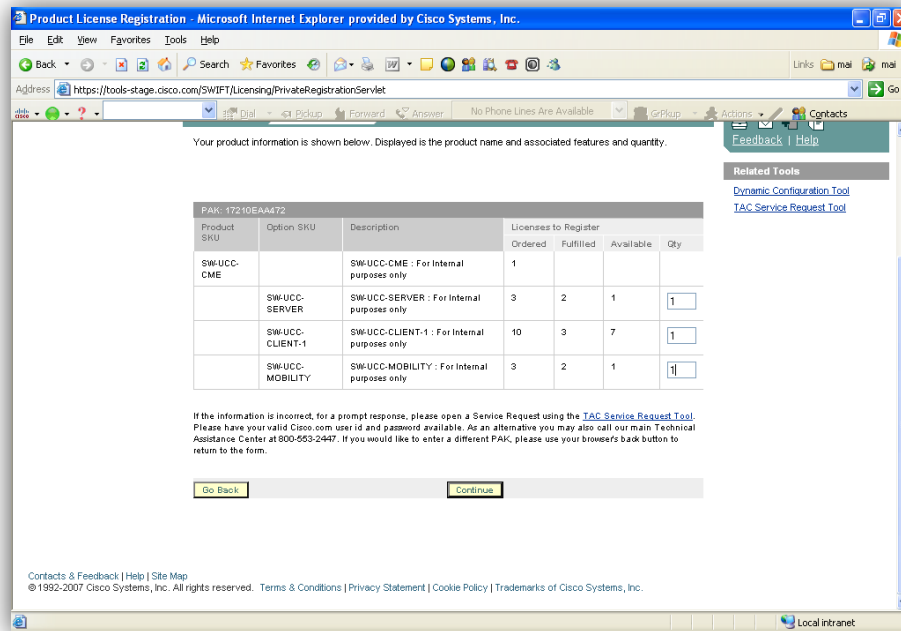 Product License Registration - Microsoft Internet Explorer provided by Cisco Systems, Inc.
File Edit View Favorites Tools Help
Back Search Favorites Links mai mai
Address https://tools-stage.cisco.com/SWIFT/Licensing/PrivateRegistrationServlet Go
Dial Pickup Forward Answer No Phone Lines Are Available GrPkup Actions Contacts
Your product information is shown below. Displayed is the product name and associated features and quantity.
Feedback | Help
Related Tools
Dynamic Configuration Tool
TAC Service Request Tool
PAK: 17210EAA472
Product SKU Option SKU Description Licenses to Register
Ordered Fulfilled Available Qty
SW-UCC-CME SW-UCC-CME : For Internal purposes only 1
SW-UCC-SERVER SW-UCC-SERVER : For Internal purposes only 3 2 1 1
SW-UCC-CLIENT-1 SW-UCC-CLIENT-1 : For Internal purposes only 10 3 7 1
SW-UCC-MOBILITY SW-UCC-MOBILITY : For Internal purposes only 3 2 1 1
If the information is incorrect, for a prompt response, please open a Service Request using the TAC Service Request Tool.
Please have your valid Cisco.com user id and password available. As an alternative you may also call our main Technical
Assistance Center at 800-553-2447. If you would like to enter a different PAK, please use your browser's back button to
return to the form.
Go Back Continue
Contacts & Feedback | Help | Site Map
© 1992-2007 Cisco Systems, Inc. All rights reserved. Terms & Conditions | Privacy Statement | Cookie Policy | Trademarks of Cisco Systems, Inc.
Local intranet